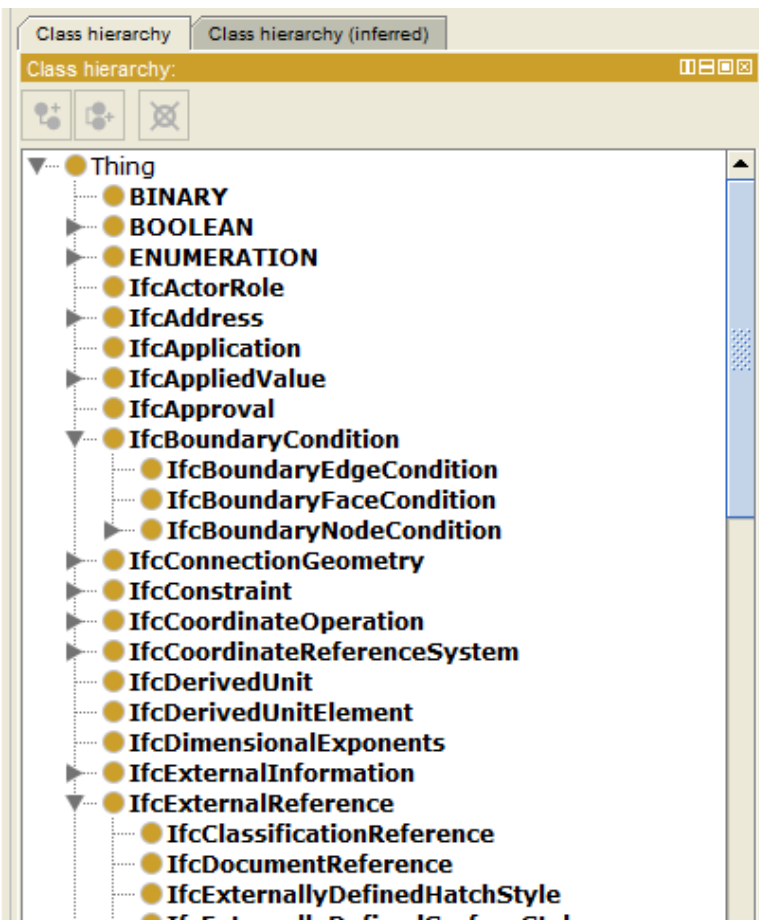 Class hierarchy
Class hierarchy (inferred)
Class hierarchy:
Thing
BINARY
BOOLEAN
ENUMERATION
IfcActorRole
IfcAddress
IfcApplication
IfcAppliedValue
IfcApproval
IfcBoundaryCondition
IfcBoundaryEdgeCondition
IfcBoundaryFaceCondition
IfcBoundaryNodeCondition
IfcConnectionGeometry
IfcConstraint
IfcCoordinateOperation
IfcCoordinateReferenceSystem
IfcDerivedUnit
IfcDerivedUnitElement
IfcDimensionalExponents
IfcExternalInformation
IfcExternalReference
IfcClassificationReference
IfcDocumentReference
IfcExternallyDefinedHatchStyle